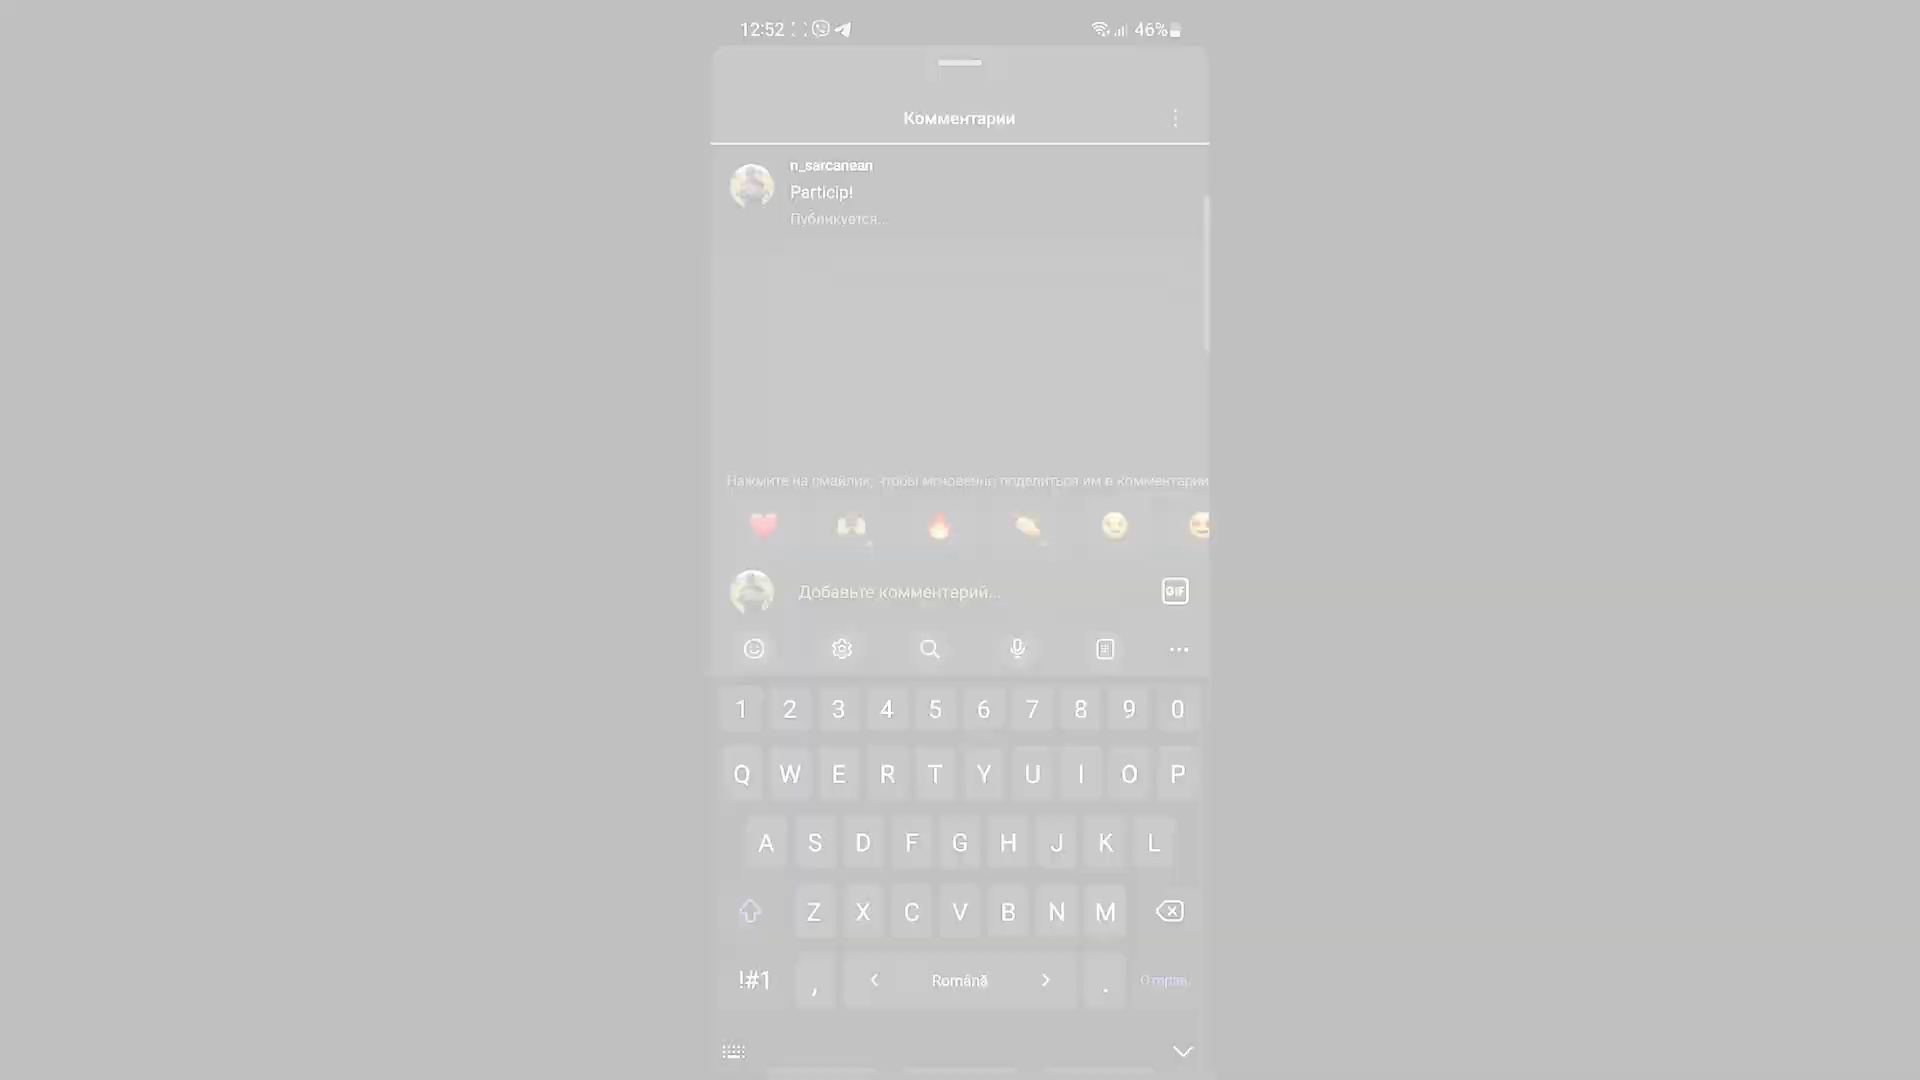 12:52 46%
Комментарии
n_sarcanean
Particip!
Публикуется...
Нажмите на смайлик, чтобы мгновенно поделиться им в комментарии
Добавьте комментарий...
GIF
1 2 3 4 5 6 7 8 9 0
Q W E R T Y U I O P
A S D F G H J K L
Z X C V B N M
!#1 , < Română > . Отправ.